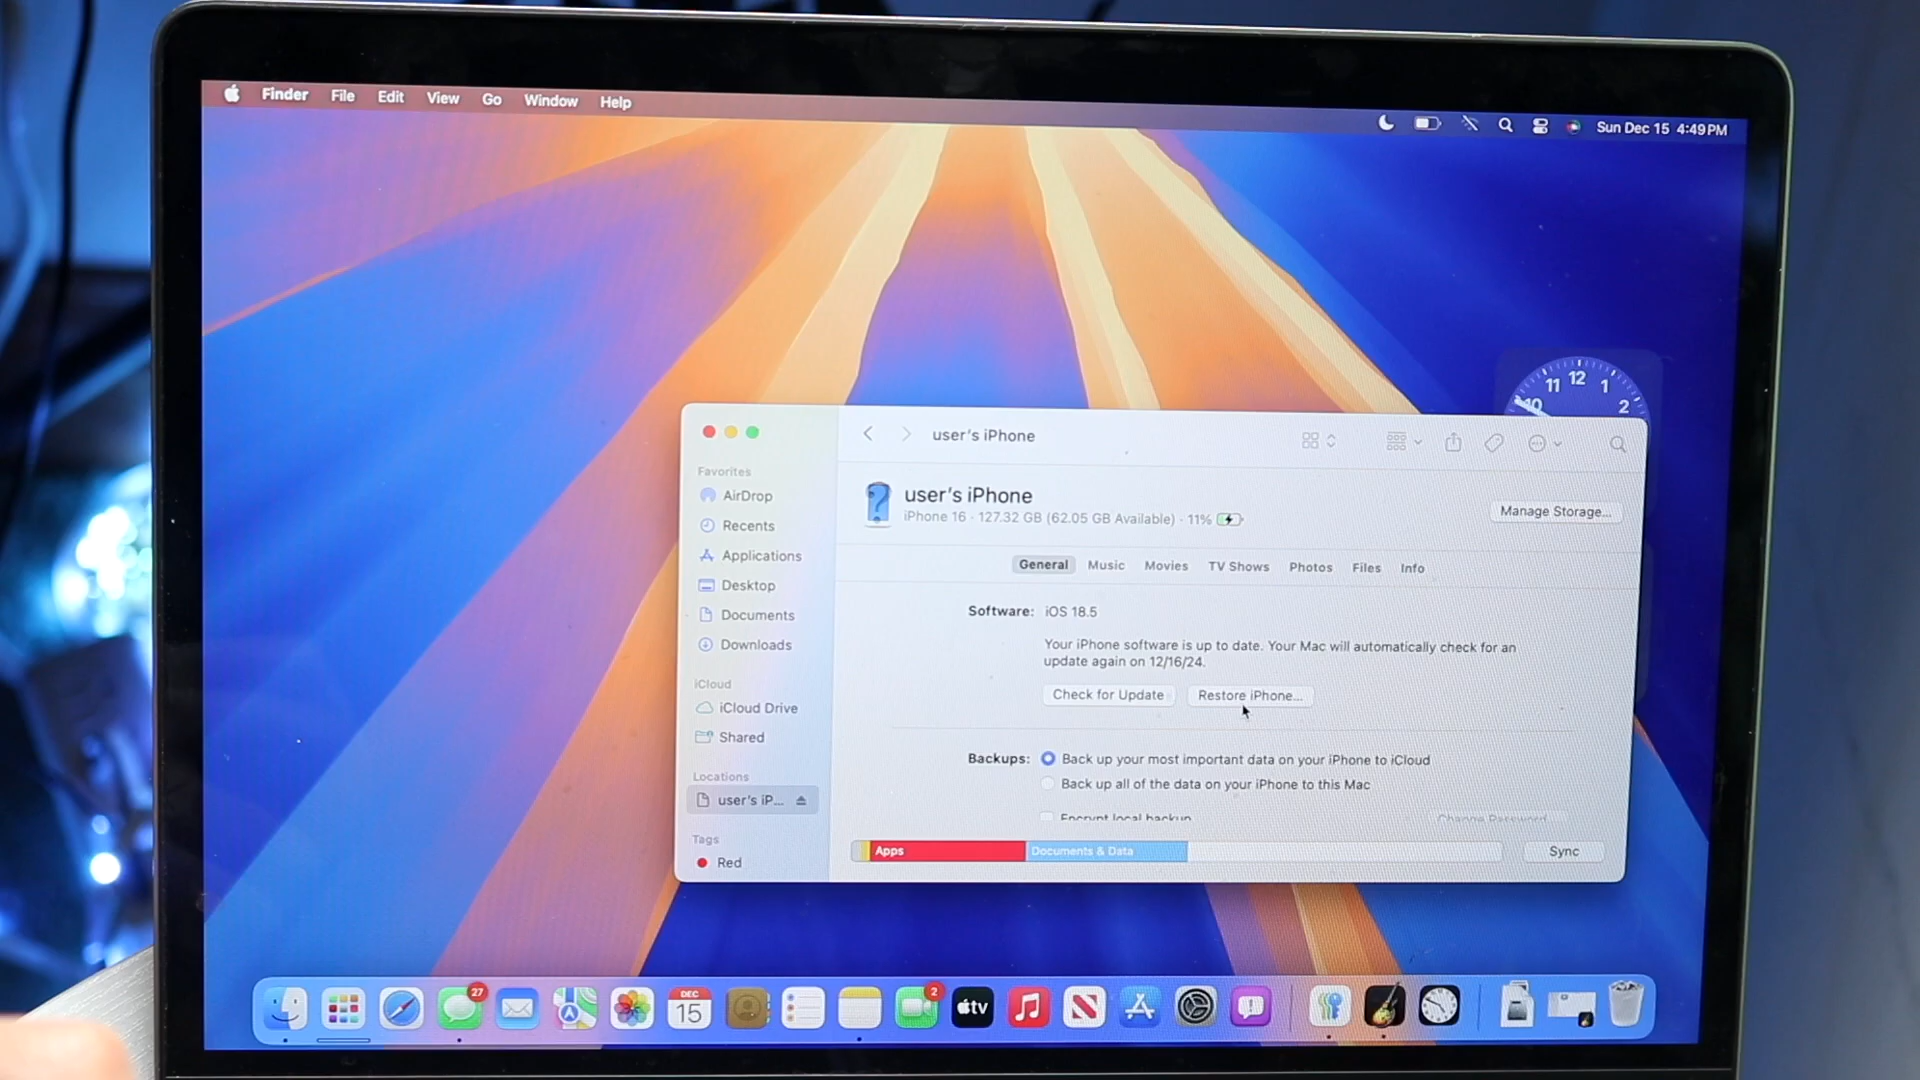 Finder File Edit View Go Window Help
Sun Dec 15 4:49 PM
11 12 1
10 2
user's iPhone
Favorites
AirDrop
Recents
Applications
Desktop
Documents
Downloads
iCloud
iCloud Drive
Shared
Locations
user's iP...
Tags
Red
user's iPhone
iPhone 16 · 127.32 GB (62.05 GB Available) · 11%
Manage Storage...
General Music Movies TV Shows Photos Files Info
Software: iOS 18.5
Your iPhone software is up to date. Your Mac will automatically check for an
update again on 12/16/24.
Check for Update Restore iPhone...
Backups: Back up your most important data on your iPhone to iCloud
Back up all of the data on your iPhone to this Mac
Encrypt local backup Change Password
Apps Documents & Data Sync
27 DEC 15 2 tv